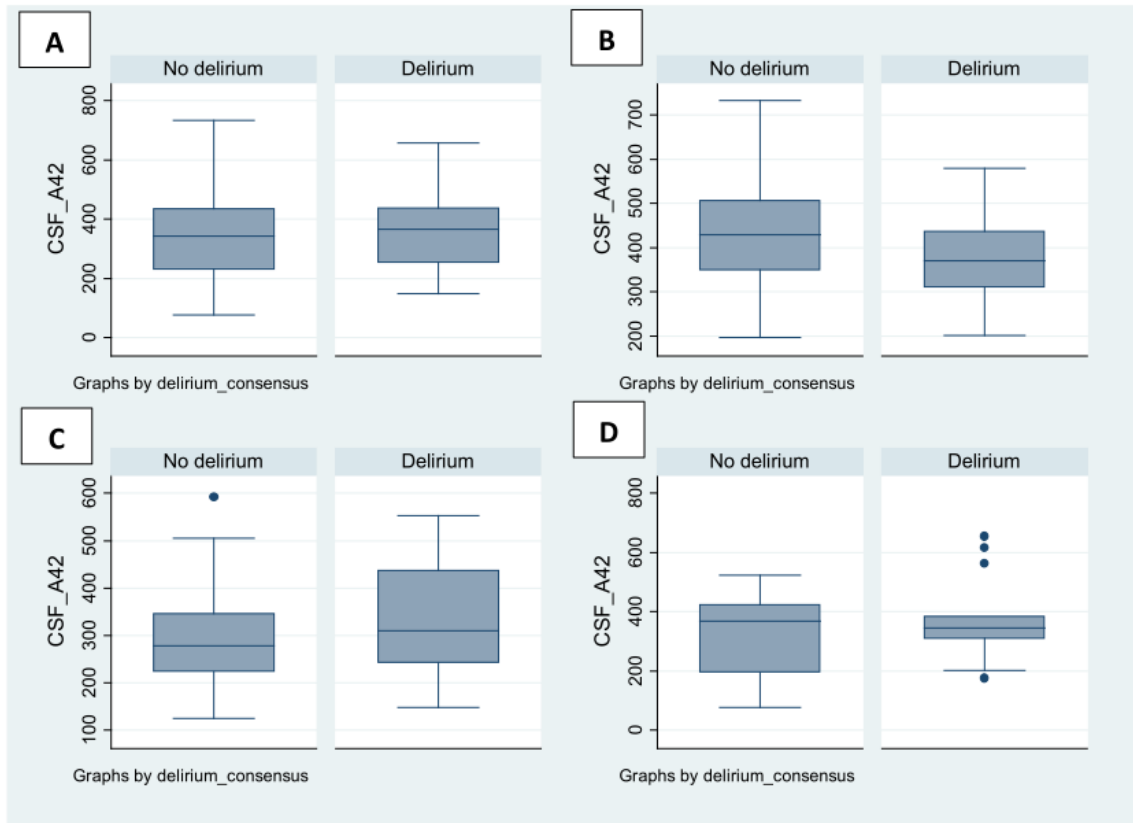 A
No delirium
Delirium
CSF_A42
800
600
400
200
0
Graphs by delirium_consensus
B
No delirium
Delirium
CSF_A42
700
600
500
400
300
200
Graphs by delirium_consensus
C
No delirium
Delirium
CSF_A42
600
500
400
300
200
100
Graphs by delirium_consensus
D
No delirium
Delirium
CSF_A42
800
600
400
200
0
Graphs by delirium_consensus